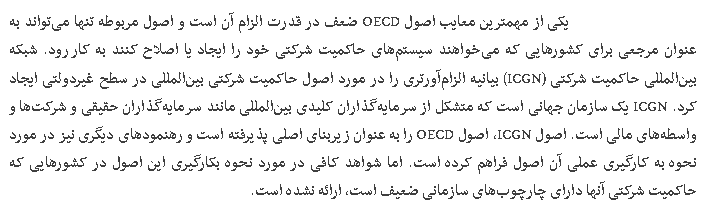 یکی از مهمترین معایب اصول OECD ضعف در قدرت الزام آن است و اصول مربوطه تنها می‌تواند به
عنوان مرجعی برای کشورهایی که می‌خواهند سیستم‌های حاکمیت شرکتی خود را ایجاد یا اصلاح کنند به کار رود. شبکه
بین‌المللی حاکمیت شرکتی (ICGN) بیانیه الزام‌آورتری را در مورد اصول حاکمیت شرکتی بین‌المللی در سطح غیردولتی ایجاد
کرد. ICGN یک سازمان جهانی است که متشکل از سرمایه‌گذاران کلیدی بین‌المللی مانند سرمایه‌گذاران حقیقی و شرکت‌ها و
واسطه‌های مالی است. اصول ICGN، اصول OECD را به عنوان زیربنای اصلی پذیرفته است و رهنمودهای دیگری نیز در مورد
نحوه به کارگیری عملی آن اصول فراهم کرده است. اما شواهد کافی در مورد نحوه بکارگیری این اصول در کشورهایی که
حاکمیت شرکتی آنها دارای چارچوب‌های سازمانی ضعیف است، ارائه نشده است.